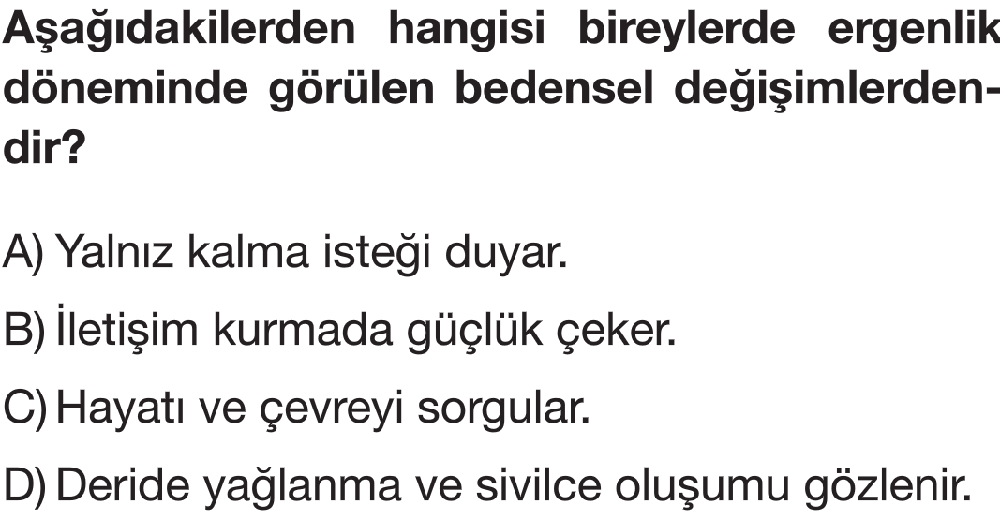 Aşağıdakilerden hangisi bireylerde ergenlik
döneminde görülen bedensel değişimlerden-
dir?
A) Yalnız kalma isteği duyar.
B) İletişim kurmada güçlük çeker.
C) Hayatı ve çevreyi sorgular.
D) Deride yağlanma ve sivilce oluşumu gözlenir.